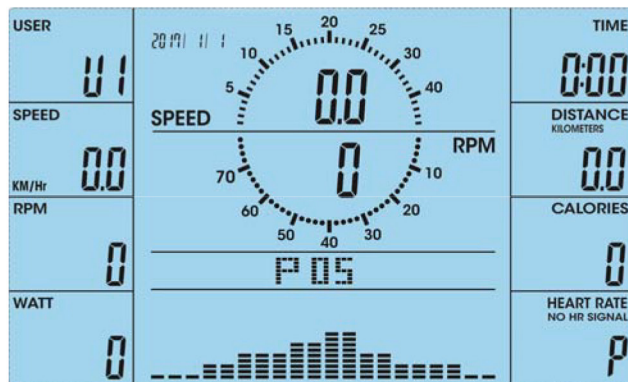 USER
U1
SPEED
KM/Hr 0.0
RPM
0
WATT
0
2017/ 1/ 1
5 10 15 20 25 30 40
0.0
SPEED
RPM
0
70 60 50 40 30 20 10
P05
TIME
0:00
DISTANCE
KILOMETERS
0.0
CALORIES
0
HEART RATE
NO HR SIGNAL
P